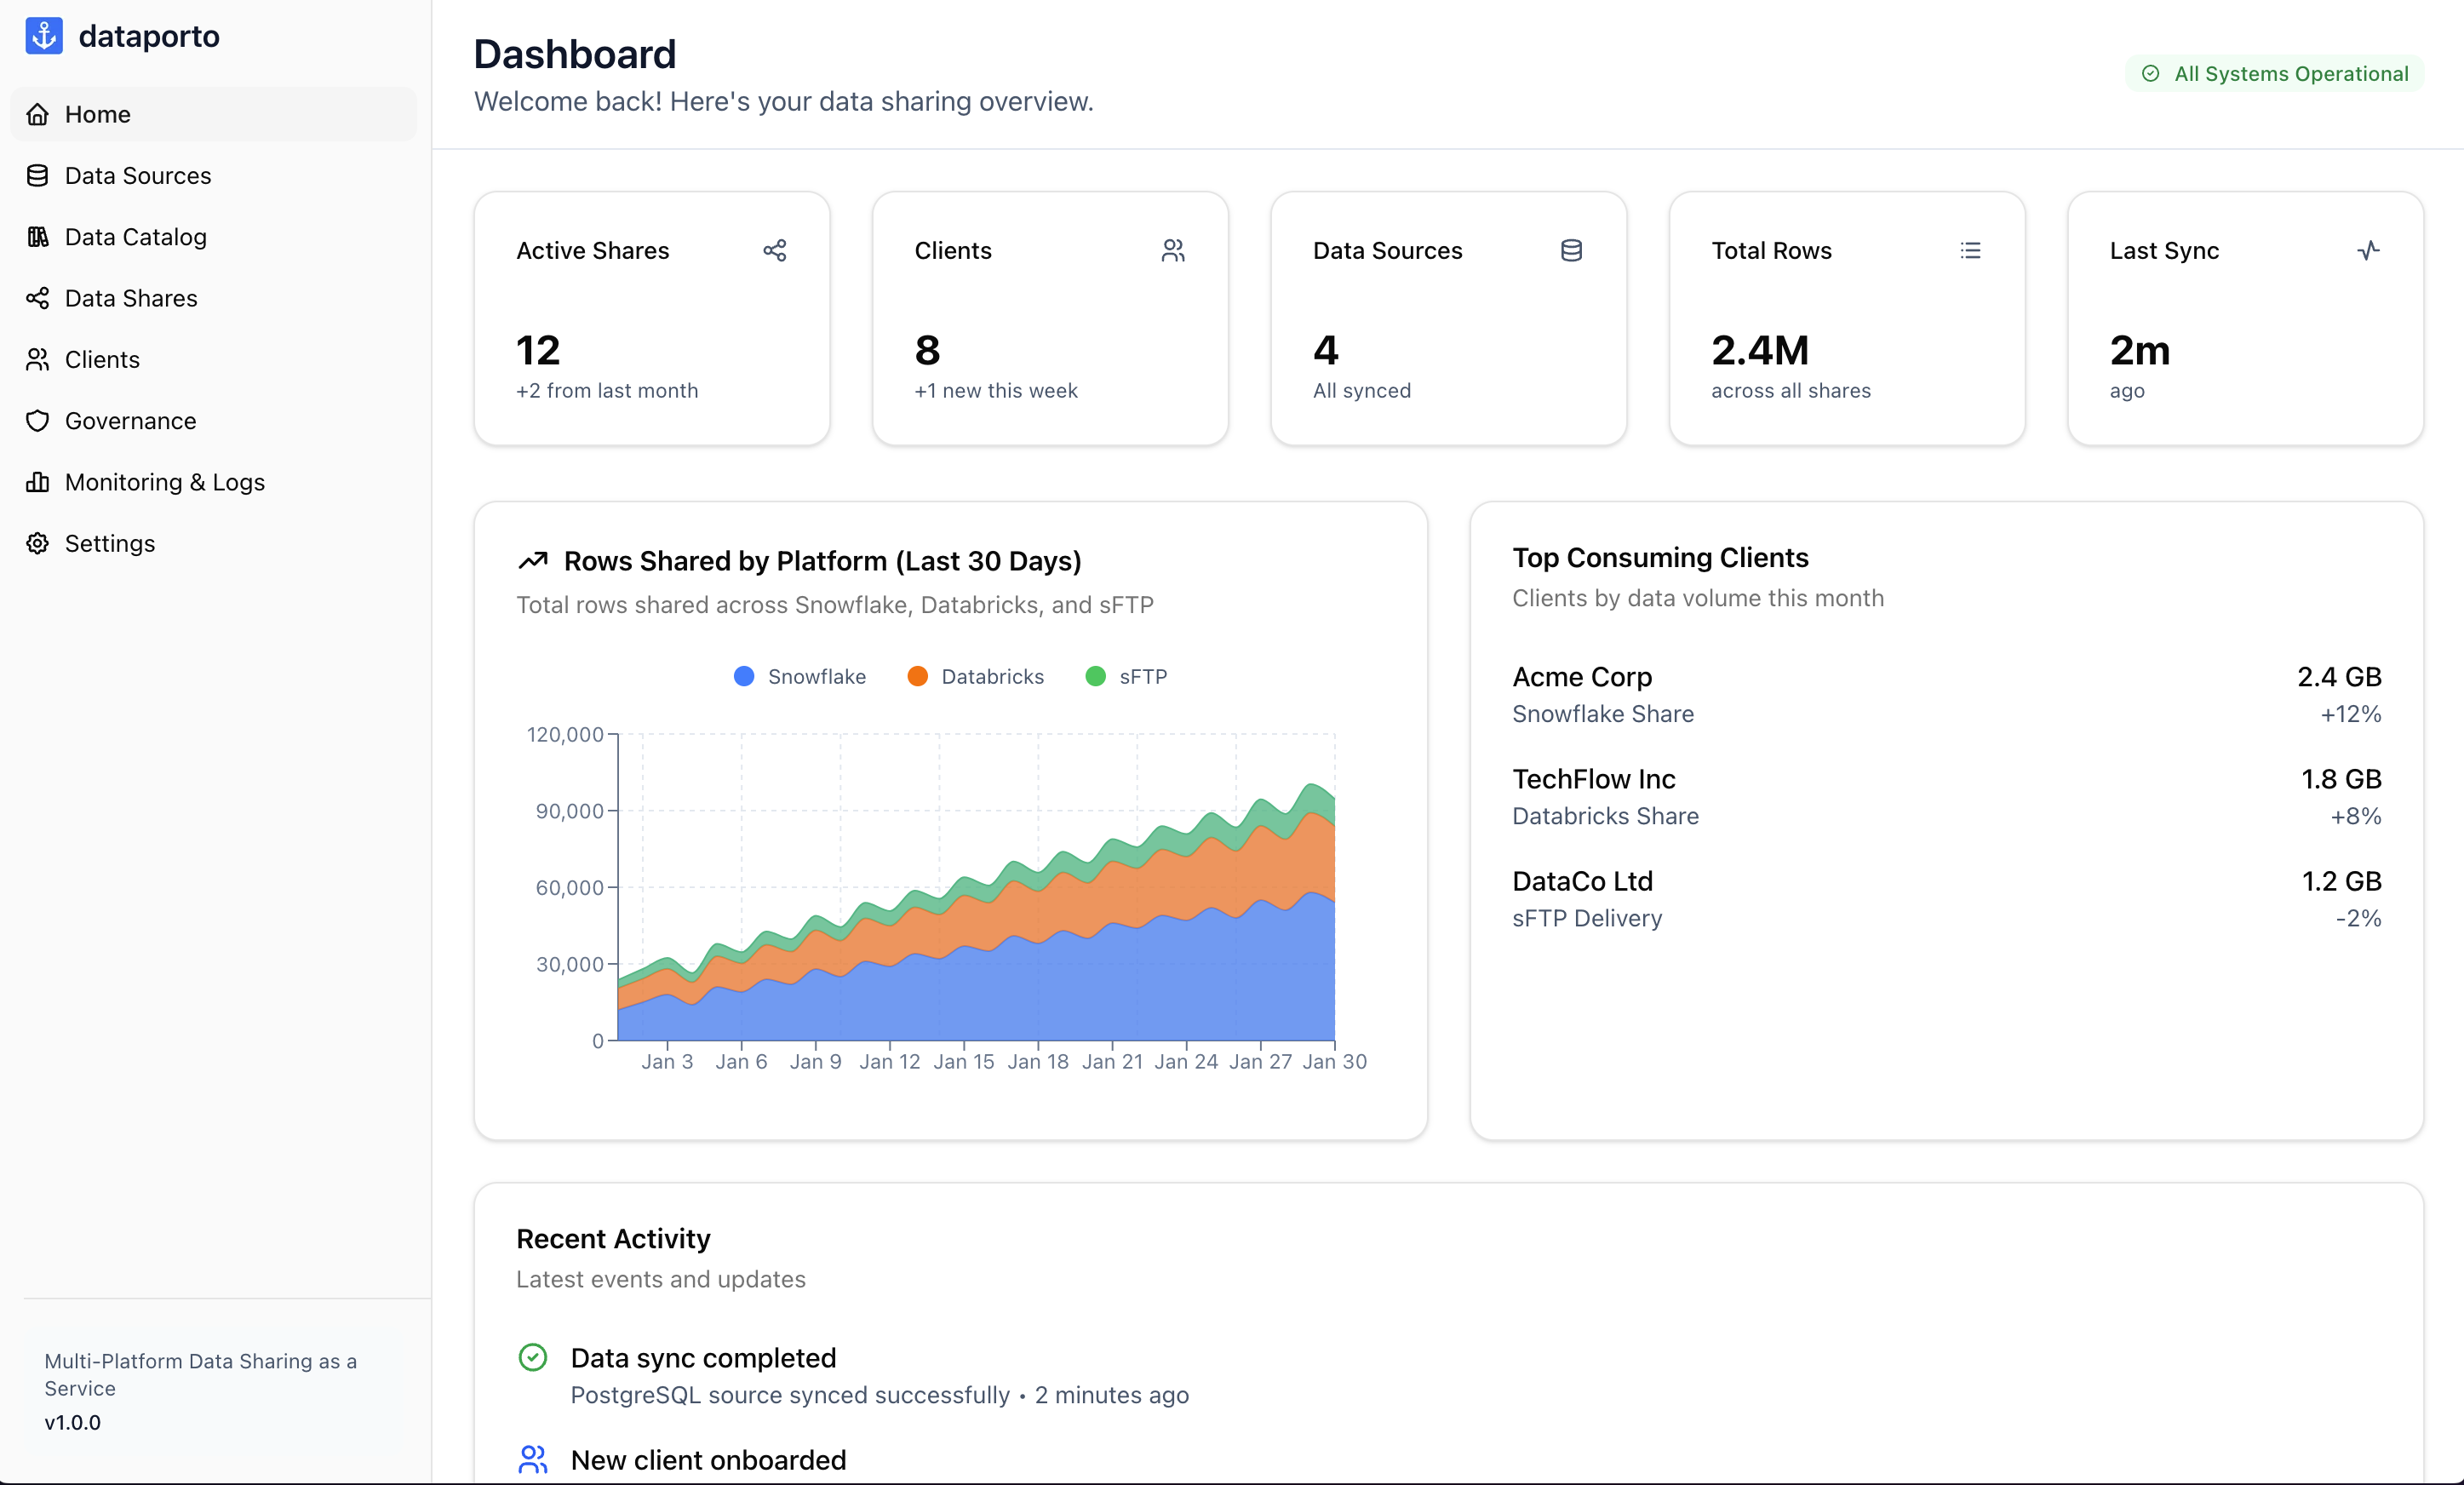 dataporto
Home
Data Sources
Data Catalog
Data Shares
Clients
Governance
Monitoring & Logs
Settings
Multi-Platform Data Sharing as a
Service
v1.0.0
Dashboard
Welcome back! Here's your data sharing overview.
All Systems Operational
Active Shares
12
+2 from last month
Clients
8
+1 new this week
Data Sources
4
All synced
Total Rows
2.4M
across all shares
Last Sync
2m
ago
Rows Shared by Platform (Last 30 Days)
Total rows shared across Snowflake, Databricks, and sFTP
Snowflake Databricks sFTP
120,000
90,000
60,000
30,000
0
Jan 3 Jan 6 Jan 9 Jan 12 Jan 15 Jan 18 Jan 21 Jan 24 Jan 27 Jan 30
Top Consuming Clients
Clients by data volume this month
Acme Corp 2.4 GB
Snowflake Share +12%
TechFlow Inc 1.8 GB
Databricks Share +8%
DataCo Ltd 1.2 GB
sFTP Delivery -2%
Recent Activity
Latest events and updates
Data sync completed
PostgreSQL source synced successfully • 2 minutes ago
New client onboarded